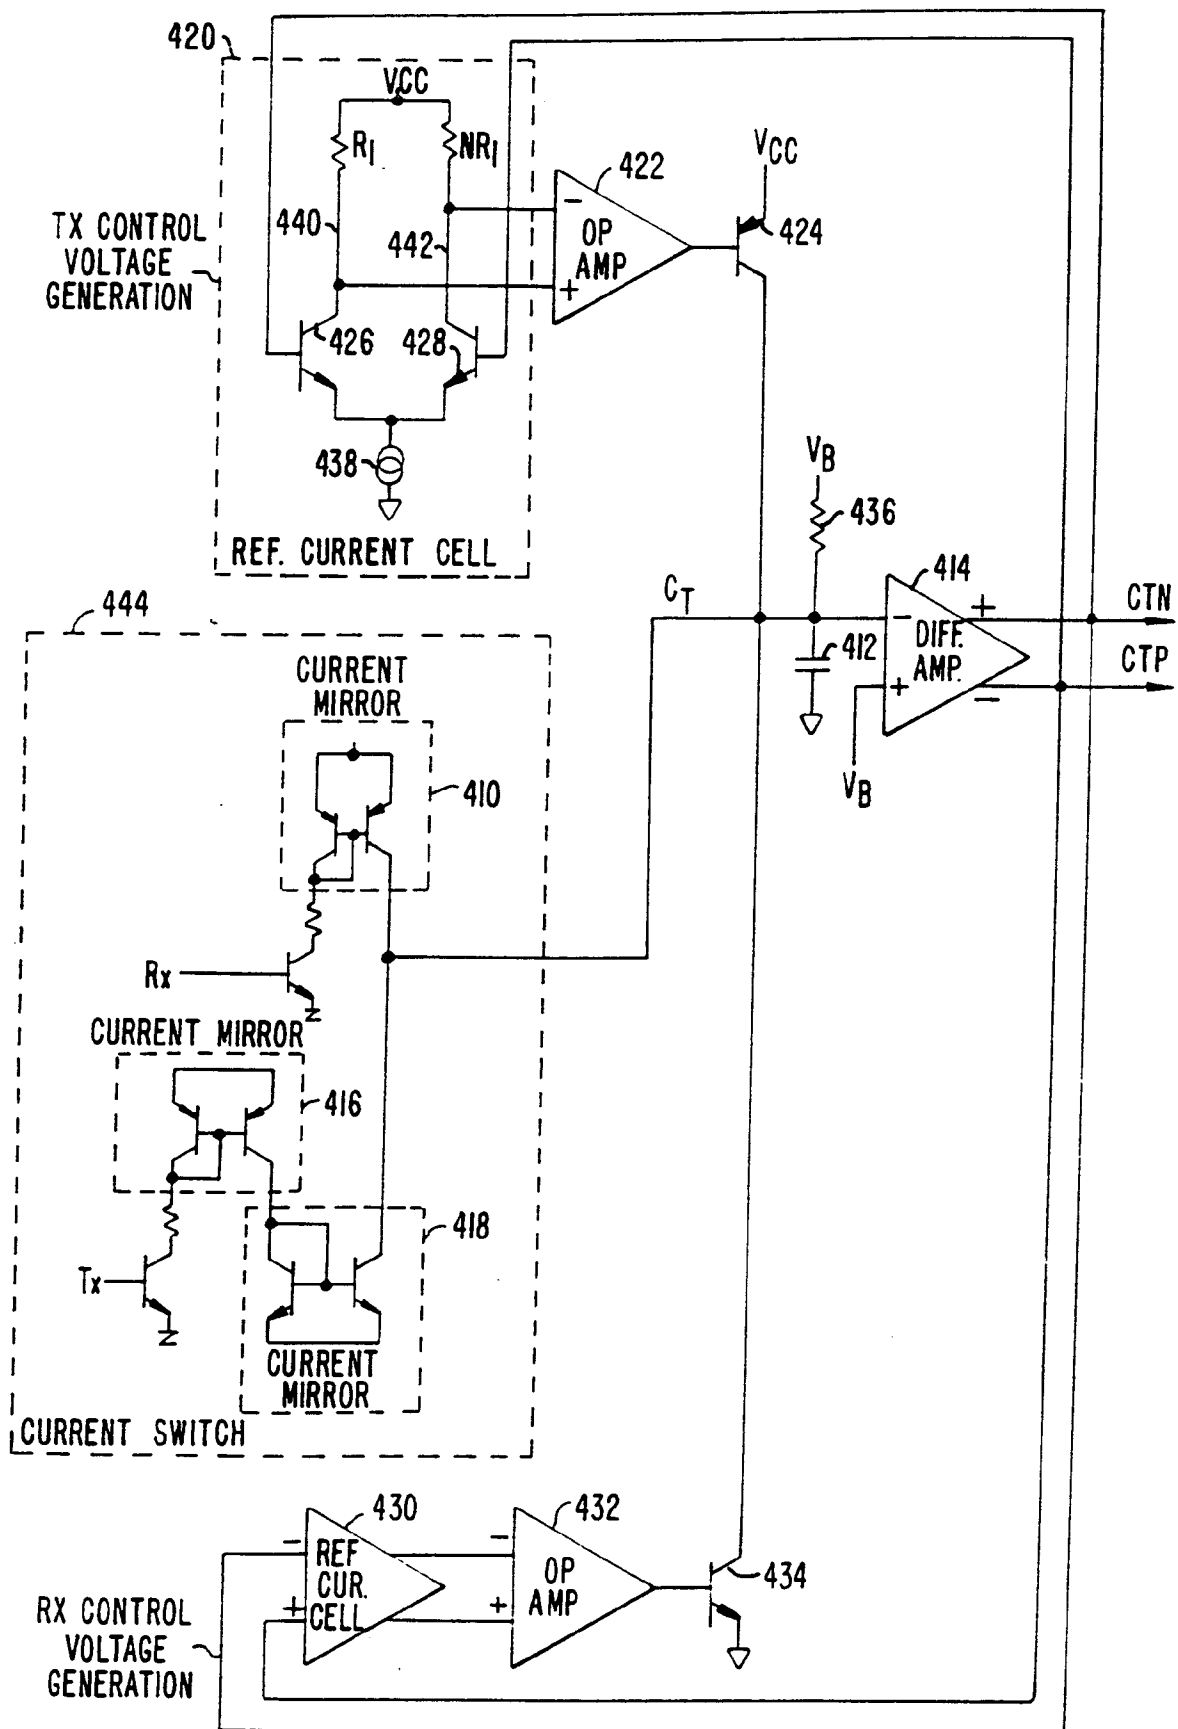 420
VCC
R1
NR1
VCC
422
424
440
442
-
OP
AMP
+
TX CONTROL
VOLTAGE
GENERATION
426
428
438
REF. CURRENT CELL
VB
436
414
CT
+
CTN
-
DIFF.
AMP.
412
CTP
+
-
VB
444
CURRENT
MIRROR
410
Rx
CURRENT MIRROR
416
418
Tx
CURRENT
MIRROR
CURRENT SWITCH
430
432
-
REF
CUR.
CELL
+
-
OP
AMP
+
434
RX CONTROL
VOLTAGE
GENERATION